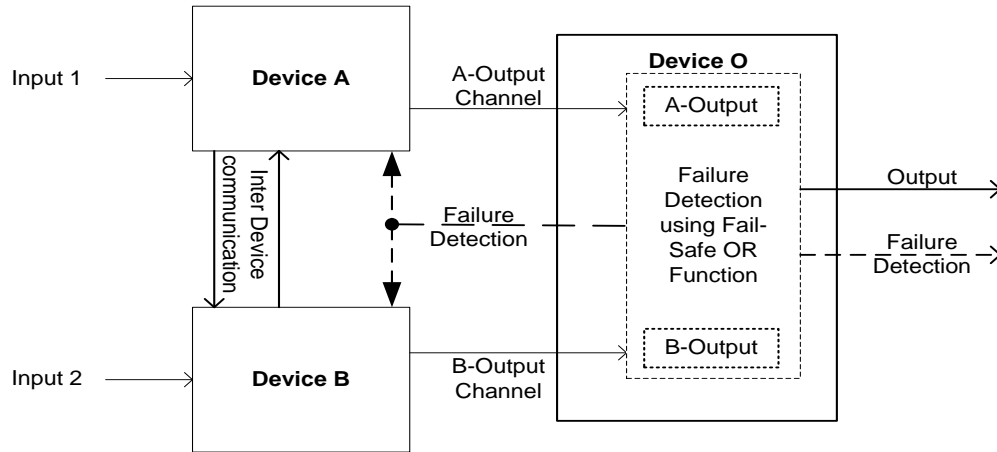 Input 1
Device A
A-Output
Channel
Device O
A-Output
Inter Device
communication
Failure
Detection
Failure
Detection
using Fail-
Safe OR
Function
Output
Failure
Detection
Input 2
Device B
B-Output
Channel
B-Output